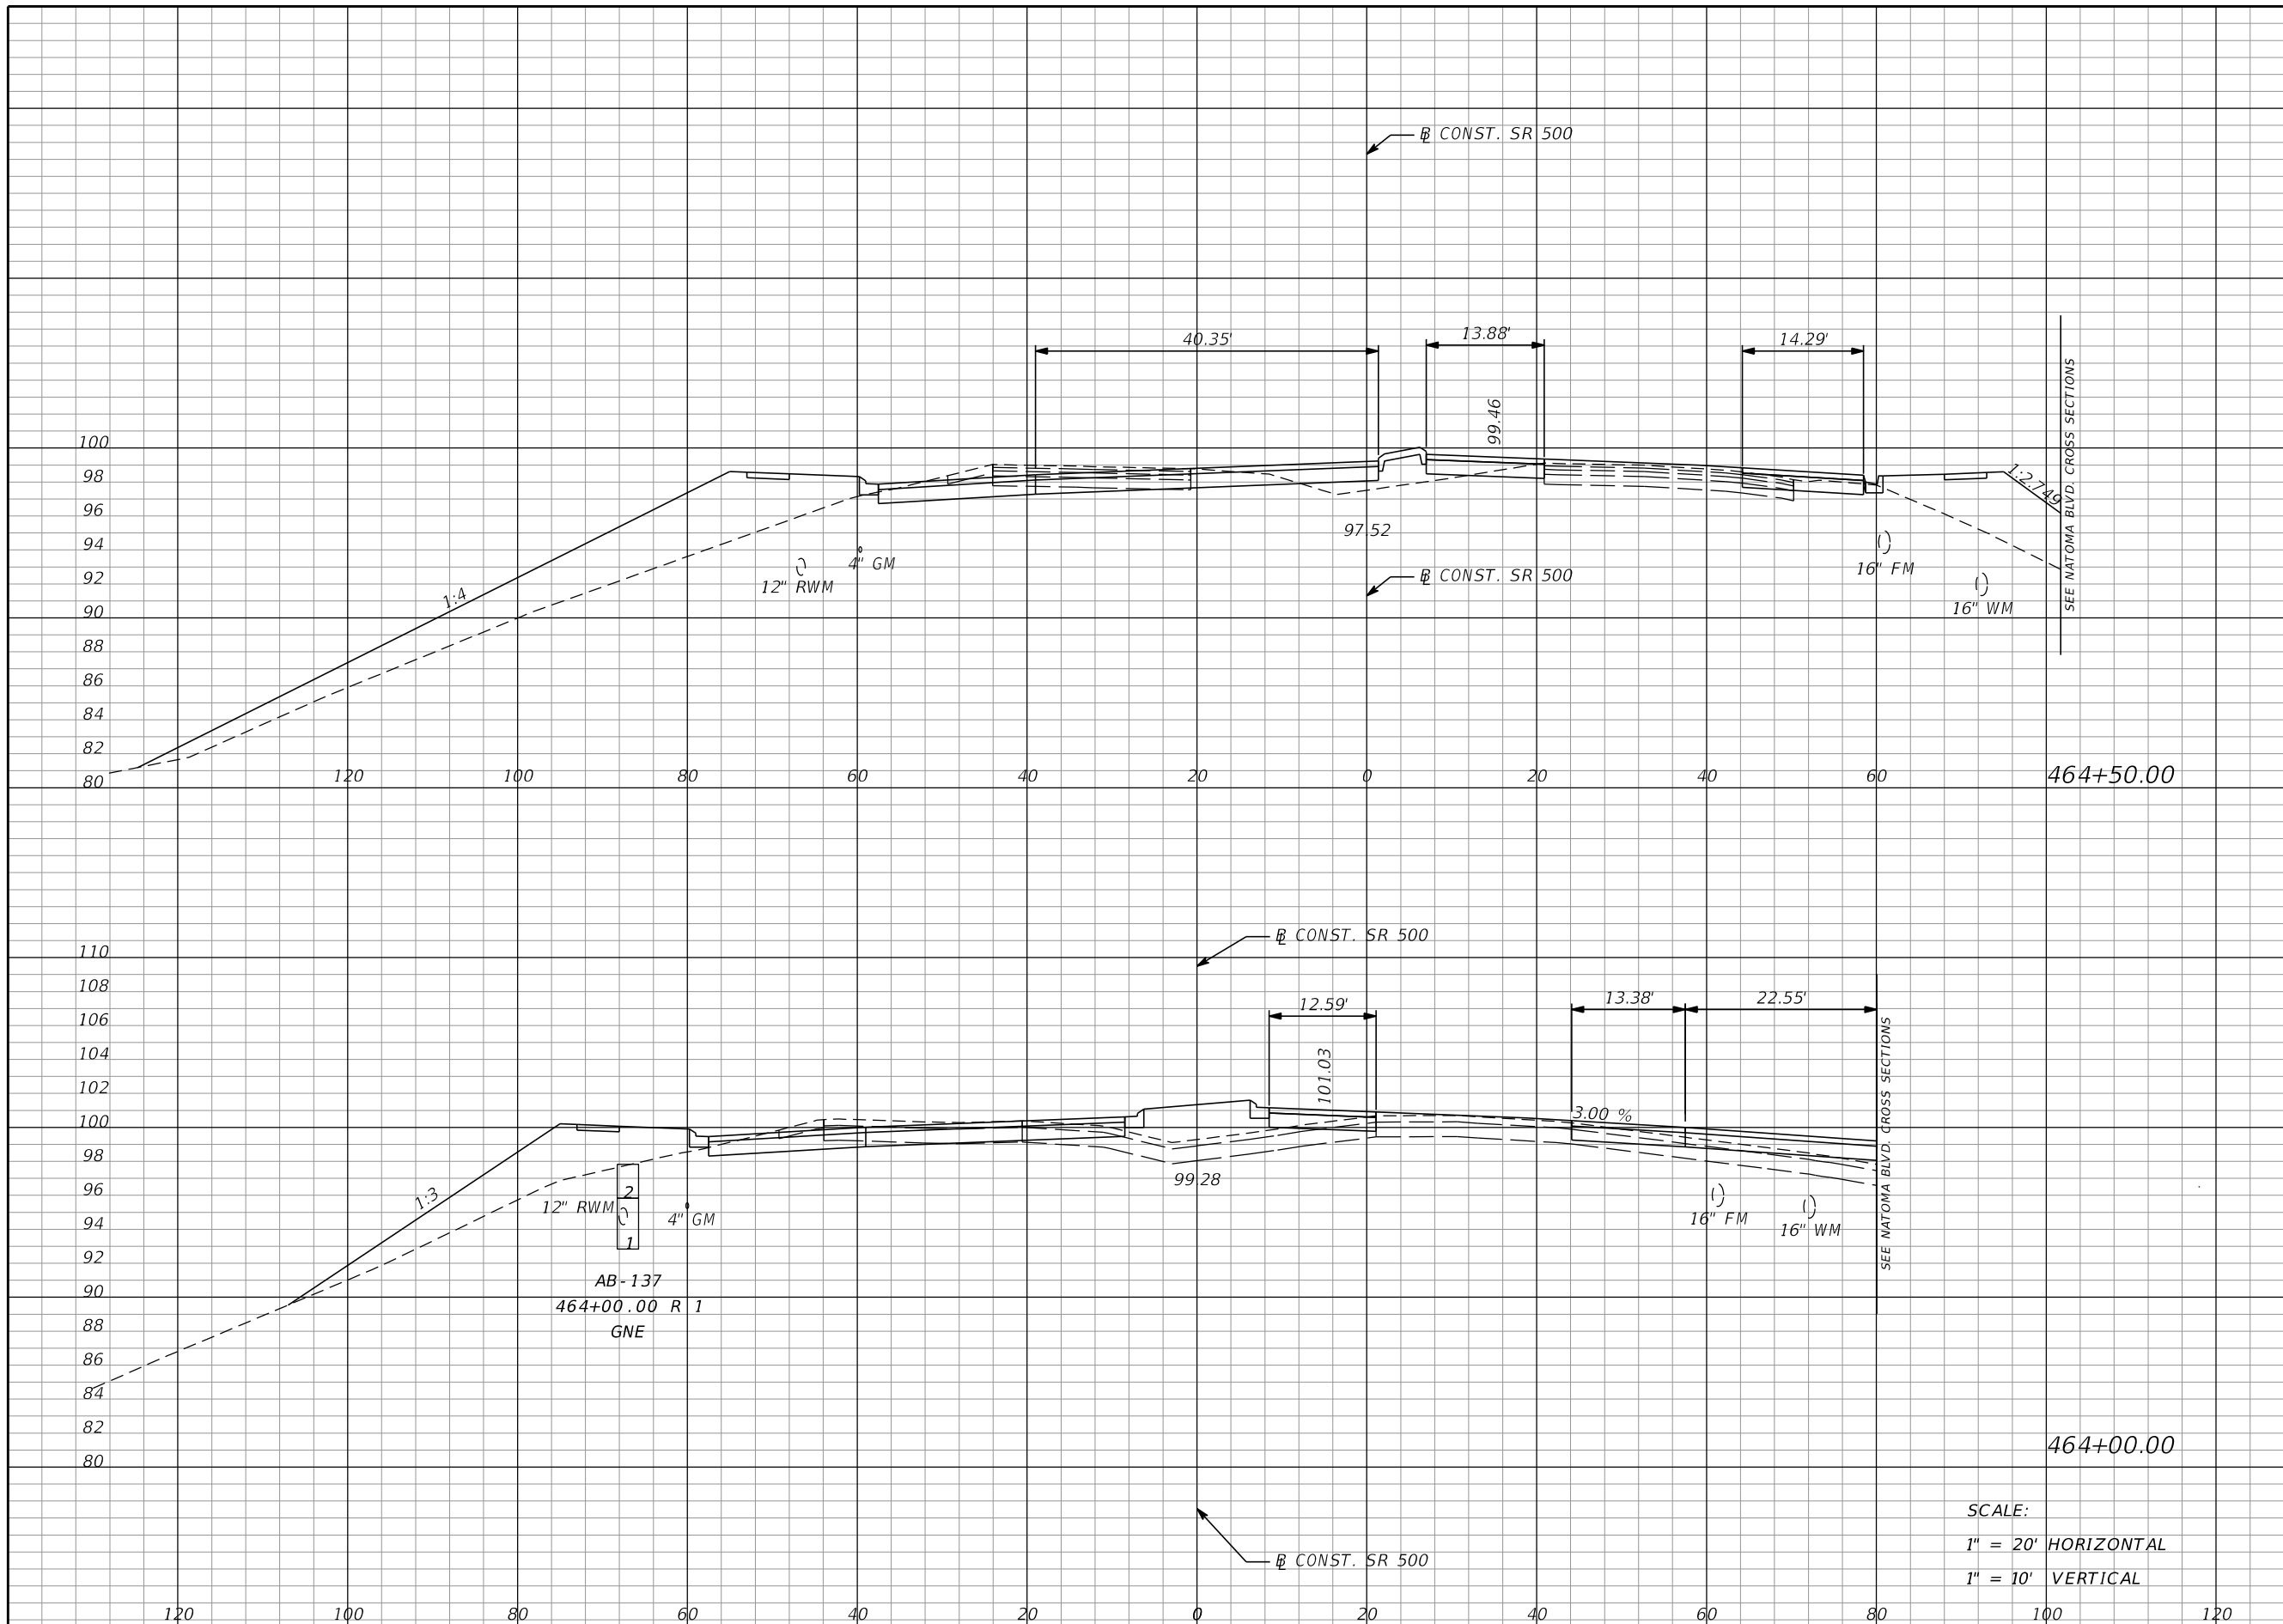 ℄ CONST. SR 500
40.35'
13.88'
14.29'
99.46
SEE NATOMA BLVD. CROSS SECTIONS
100
98
96
94
92
90
88
86
84
82
80
1:4
12" RWM
4" GM
97.52
℄ CONST. SR 500
16" FM
16" WM
1:2.749
120 100 80 60 40 20 0 20 40 60
464+50.00
℄ CONST. SR 500
110
108
106
104
102
100
98
96
94
92
90
88
86
84
82
80
12.59'
13.38'
22.55'
101.03
3.00 %
SEE NATOMA BLVD. CROSS SECTIONS
1:3
12" RWM
2
1
4" GM
99.28
16" FM
16" WM
AB-137
464+00.00 R 1
GNE
464+00.00
℄ CONST. SR 500
SCALE:
1" = 20' HORIZONTAL
1" = 10' VERTICAL
120 100 80 60 40 20 0 20 40 60 80 100 120